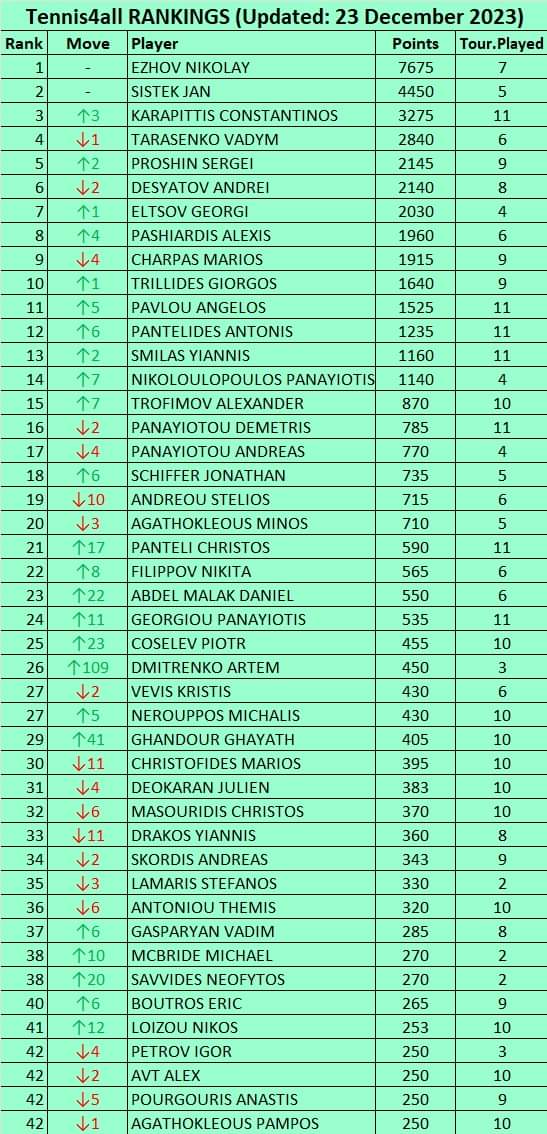 Tennis4all RANKINGS (Updated: 23 December 2023)
Rank Move Player Points Tour.Played
1 - EZHOV NIKOLAY 7675 7
2 - SISTEK JAN 4450 5
3 ↑3 KARAPITTIS CONSTANTINOS 3275 11
4 ↓1 TARASENKO VADYM 2840 6
5 ↑2 PROSHIN SERGEI 2145 9
6 ↓2 DESYATOV ANDREI 2140 8
7 ↑1 ELTSOV GEORGI 2030 4
8 ↑4 PASHIARDIS ALEXIS 1960 6
9 ↓4 CHARPAS MARIOS 1915 9
10 ↑1 TRILLIDES GIORGOS 1640 9
11 ↑5 PAVLOU ANGELOS 1525 11
12 ↑6 PANTELIDES ANTONIS 1235 11
13 ↑2 SMILAS YIANNIS 1160 11
14 ↑7 NIKOLOULOPOULOS PANAYIOTIS 1140 4
15 ↑7 TROFIMOV ALEXANDER 870 10
16 ↓2 PANAYIOTOU DEMETRIS 785 11
17 ↓4 PANAYIOTOU ANDREAS 770 4
18 ↑6 SCHIFFER JONATHAN 735 5
19 ↓10 ANDREOU STELIOS 715 6
20 ↓3 AGATHOKLEOUS MINOS 710 5
21 ↑17 PANTELI CHRISTOS 590 11
22 ↑8 FILIPPOV NIKITA 565 6
23 ↑22 ABDEL MALAK DANIEL 550 6
24 ↑11 GEORGIOU PANAYIOTIS 535 11
25 ↑23 COSELEV PIOTR 455 10
26 ↑109 DMITRENKO ARTEM 450 3
27 ↓2 VEVIS KRISTIS 430 6
27 ↑5 NEROUPPOS MICHALIS 430 10
29 ↑41 GHANDOUR GHAYATH 405 10
30 ↓11 CHRISTOFIDES MARIOS 395 10
31 ↓4 DEOKARAN JULIEN 383 10
32 ↓6 MASOURIDIS CHRISTOS 370 10
33 ↓11 DRAKOS YIANNIS 360 8
34 ↓2 SKORDIS ANDREAS 343 9
35 ↓3 LAMARIS STEFANOS 330 2
36 ↓6 ANTONIOU THEMIS 320 10
37 ↑6 GASPARYAN VADIM 285 8
38 ↑10 MCBRIDE MICHAEL 270 2
38 ↑20 SAVVIDES NEOFYTOS 270 2
40 ↑6 BOUTROS ERIC 265 9
41 ↑12 LOIZOU NIKOS 253 10
42 ↓4 PETROV IGOR 250 3
42 ↓2 AVT ALEX 250 10
42 ↓5 POURGOURIS ANASTIS 250 9
42 ↓1 AGATHOKLEOUS PAMPOS 250 10